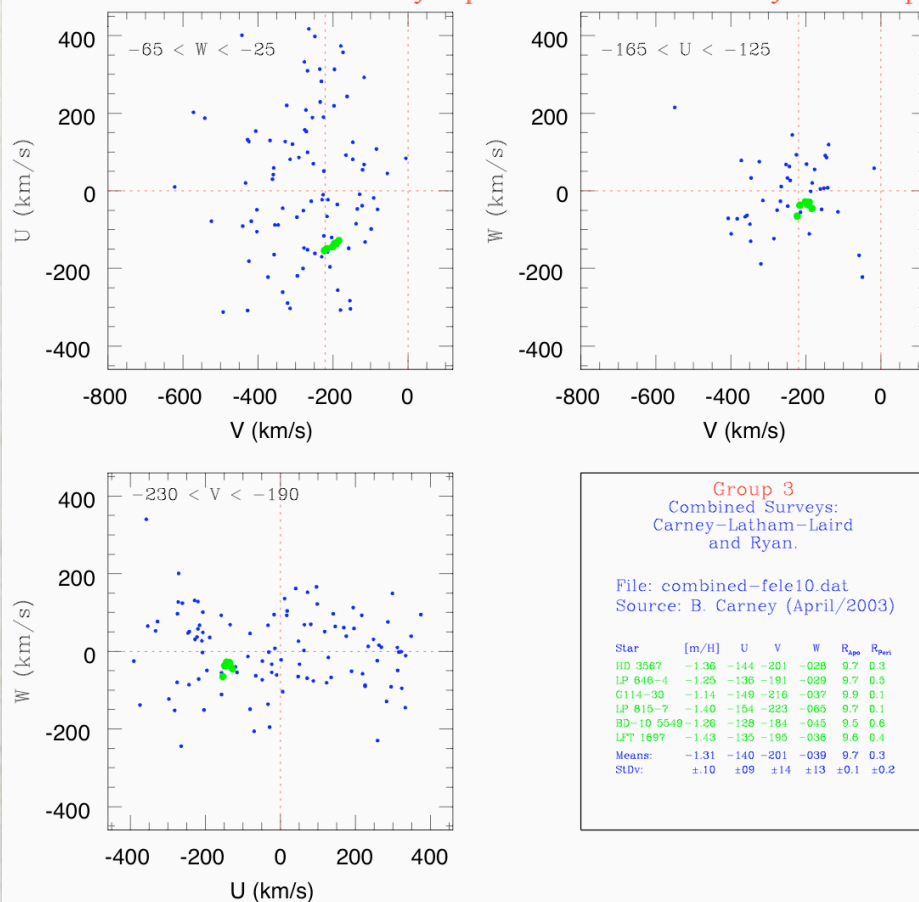 -65 < W < -25
400
200
0
-200
-400
U (km/s)
-800 -600 -400 -200 0
V (km/s)
-165 < U < -125
400
200
0
-200
-400
W (km/s)
-800 -600 -400 -200 0
V (km/s)
-230 < V < -190
400
200
0
-200
-400
W (km/s)
-400 -200 0 200 400
U (km/s)
Group 3
Combined Surveys:
Carney-Latham-Laird
and Ryan.
File: combined-fele10.dat
Source: B. Carney (April/2003)
Star [m/H] U V W RApo RPeri
HD 3567 -1.36 -144 -201 -028 9.7 0.3
LP 646-4 -1.25 -136 -191 -029 9.7 0.5
G114-30 -1.14 -149 -216 -037 9.9 0.1
LP 815-7 -1.40 -154 -223 -065 9.7 0.1
BD-10 5549 -1.26 -128 -184 -045 9.5 0.6
LFT 1697 -1.43 -135 -195 -036 9.6 0.4
Means: -1.31 -140 -201 -039 9.7 0.3
StDv: ±.10 ±09 ±14 ±13 ±0.1 ±0.2